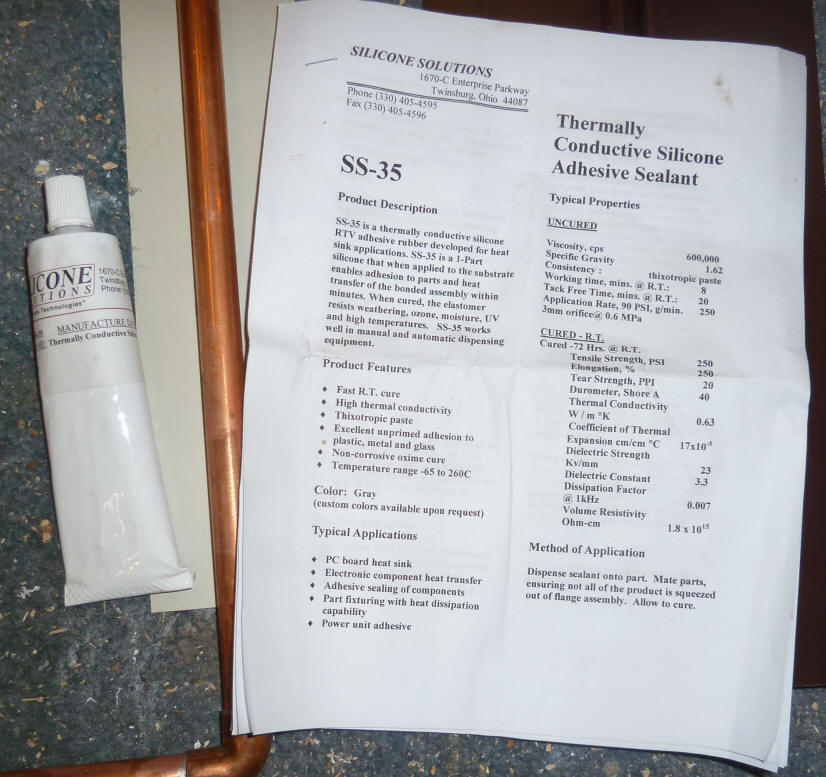 SILICONE SOLUTIONS
1670-C Enterprise Parkway
Twinsburg, Ohio 44087
Phone (330) 405-4595
Fax (330) 405-4596
SS-35
Product Description
SS-35 is a thermally conductive silicone
RTV adhesive rubber developed for heat
sink applications. SS-35 is a 1-Part
silicone that when applied to the substrate
enables adhesion to parts and heat
transfer of the bonded assembly within
minutes. When cured, the elastomer
resists weathering, ozone, moisture, UV
and high temperatures. SS-35 works
well in manual and automatic dispensing
equipment.
Product Features
♦ Fast R.T. cure
♦ High thermal conductivity
♦ Thixotropic paste
♦ Excellent unprimed adhesion to
plastic, metal and glass
♦ Non-corrosive oxime cure
♦ Temperature range -65 to 260C
Color: Gray
(custom colors available upon request)
Typical Applications
♦ PC board heat sink
♦ Electronic component heat transfer
♦ Adhesive sealing of components
♦ Part fixturing with heat dissipation
capability
♦ Power unit adhesive
Thermally
Conductive Silicone
Adhesive Sealant
Typical Properties
UNCURED
Viscosity, cps 600,000
Specific Gravity 1.62
Consistency : thixotropic paste
Working time, mins. @ R.T.: 8
Tack Free Time, mins. @ R.T.: 20
Application Rate, 90 PSI, g/min. 250
3mm orifice@ 0.6 MPa
CURED - R.T.
Cured -72 Hrs. @ R.T.
Tensile Strength, PSI 250
Elongation, % 250
Tear Strength, PPI 20
Durometer, Shore A 40
Thermal Conductivity
W / m °K 0.63
Coefficient of Thermal
Expansion cm/cm °C 17x10⁻⁵
Dielectric Strength
Kv/mm 23
Dielectric Constant 3.3
Dissipation Factor
@ 1kHz 0.007
Volume Resistivity
Ohm-cm 1.8 x 10¹⁵
Method of Application
Dispense sealant onto part. Mate parts,
ensuring not all of the product is squeezed
out of flange assembly. Allow to cure.
ICONE
1670-C
Phone
Technologies
MANUFACTURE
Thermally Conductive